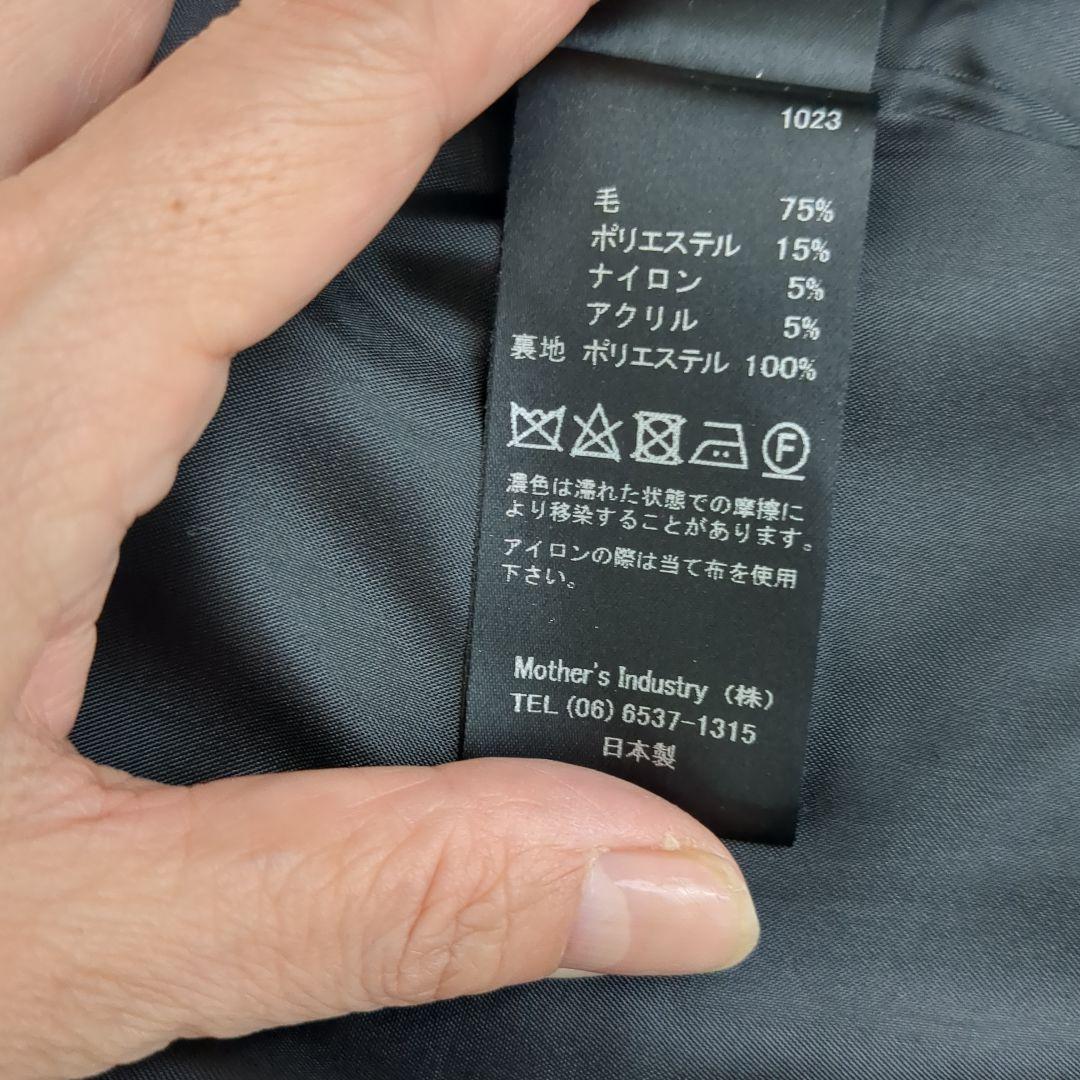 1023
毛 75%
ポリエステル 15%
ナイロン 5%
アクリル 5%
裏地 ポリエステル 100%
F
濃色は濡れた状態での摩擦に
より移染することがあります。
アイロンの際は当て布を使用
下さい。
Mother's Industry (株)
TEL (06) 6537-1315
日本製